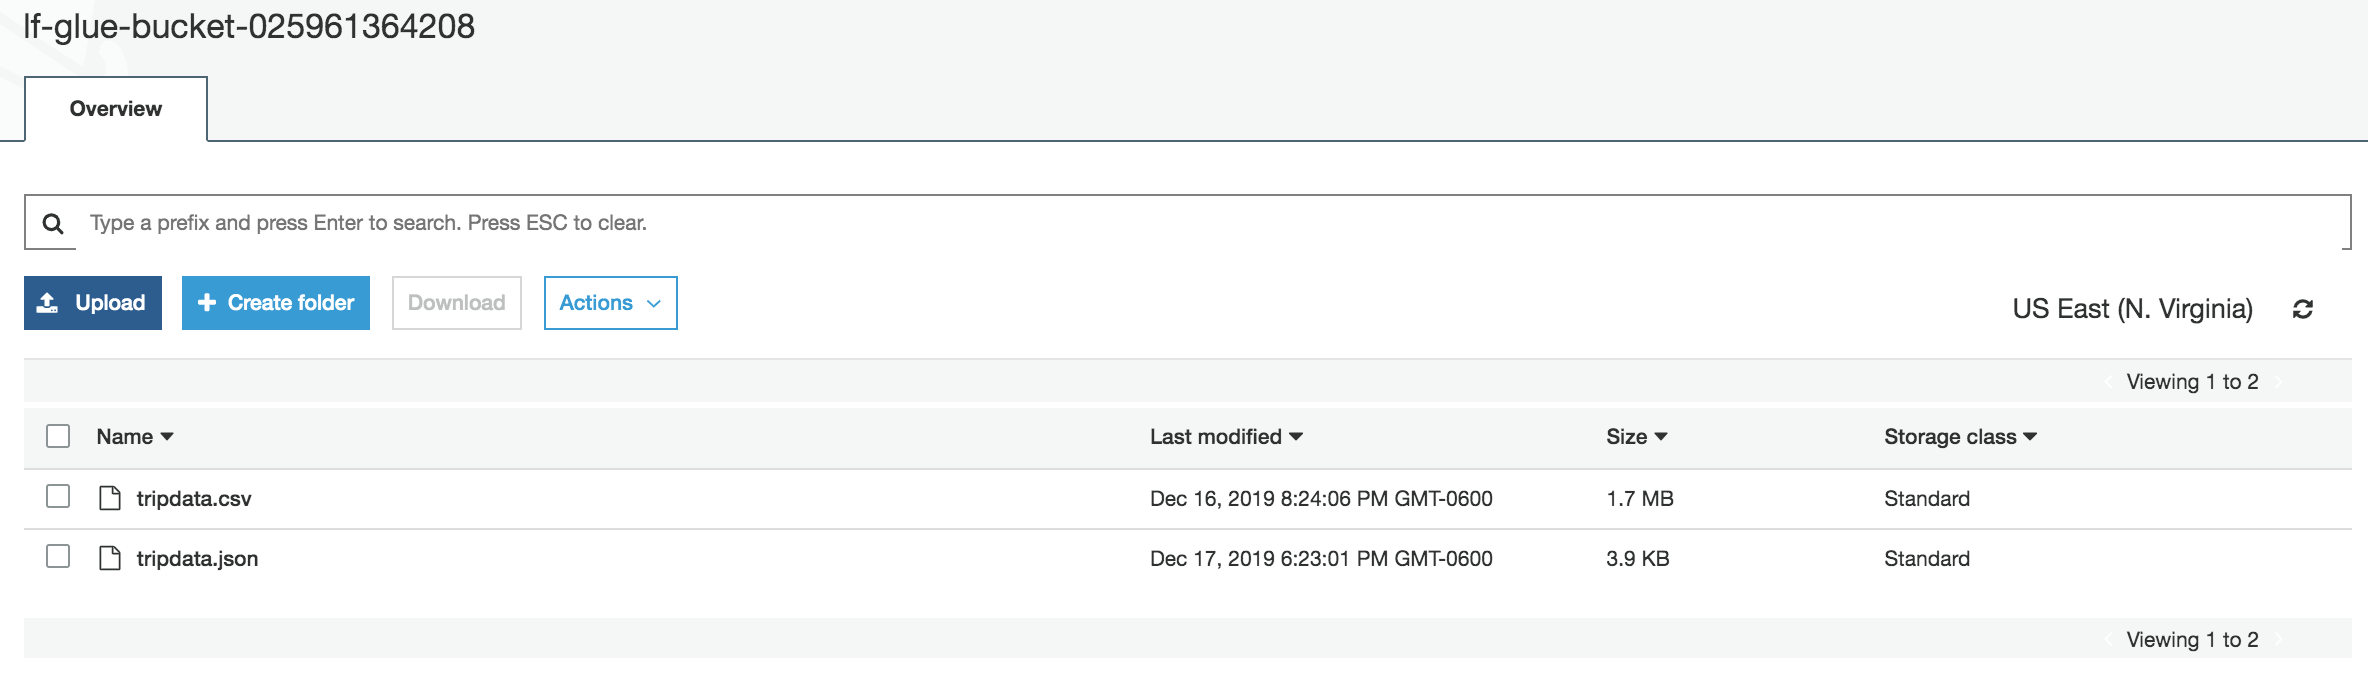 lf-glue-bucket-025961364208
Overview
Type a prefix and press Enter to search. Press ESC to clear.
Upload Create folder Download Actions US East (N. Virginia)
Viewing 1 to 2
Name Last modified Size Storage class
tripdata.csv Dec 16, 2019 8:24:06 PM GMT-0600 1.7 MB Standard
tripdata.json Dec 17, 2019 6:23:01 PM GMT-0600 3.9 KB Standard
Viewing 1 to 2